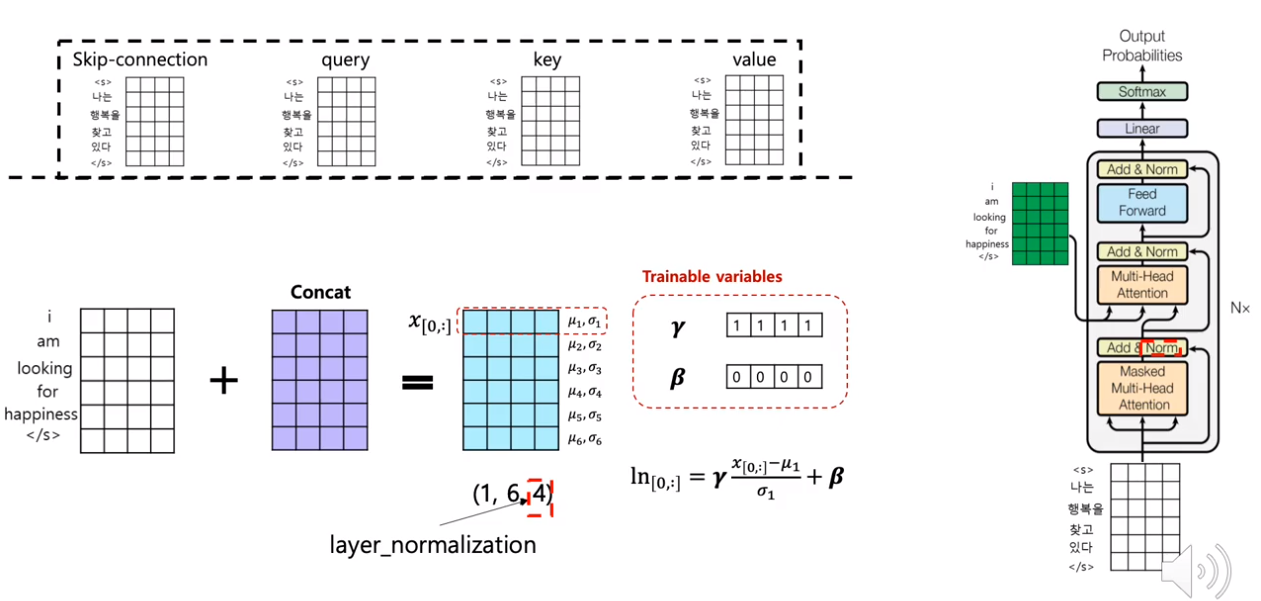 Skip-connection
query
key
value
<s>
나는
행복을
찾고
있다
</s>
<s>
나는
행복을
찾고
있다
</s>
<s>
나는
행복을
찾고
있다
</s>
<s>
나는
행복을
찾고
있다
</s>
i
am
looking
for
happiness
</s>
+
Concat
=
x[0,:]
μ1, σ1
μ2, σ2
μ3, σ3
μ4, σ4
μ5, σ5
μ6, σ6
(1, 6, 4)
layer_normalization
Trainable variables
γ
1 1 1 1
β
0 0 0 0
ln[0,:] = γ (x[0,:]−μ1)/σ1 + β
Output
Probabilities
Softmax
Linear
Add & Norm
Feed
Forward
Add & Norm
Multi-Head
Attention
Nx
Add & Norm
Masked
Multi-Head
Attention
i
am
looking
for
happiness
</s>
<s>
나는
행복을
찾고
있다
</s>